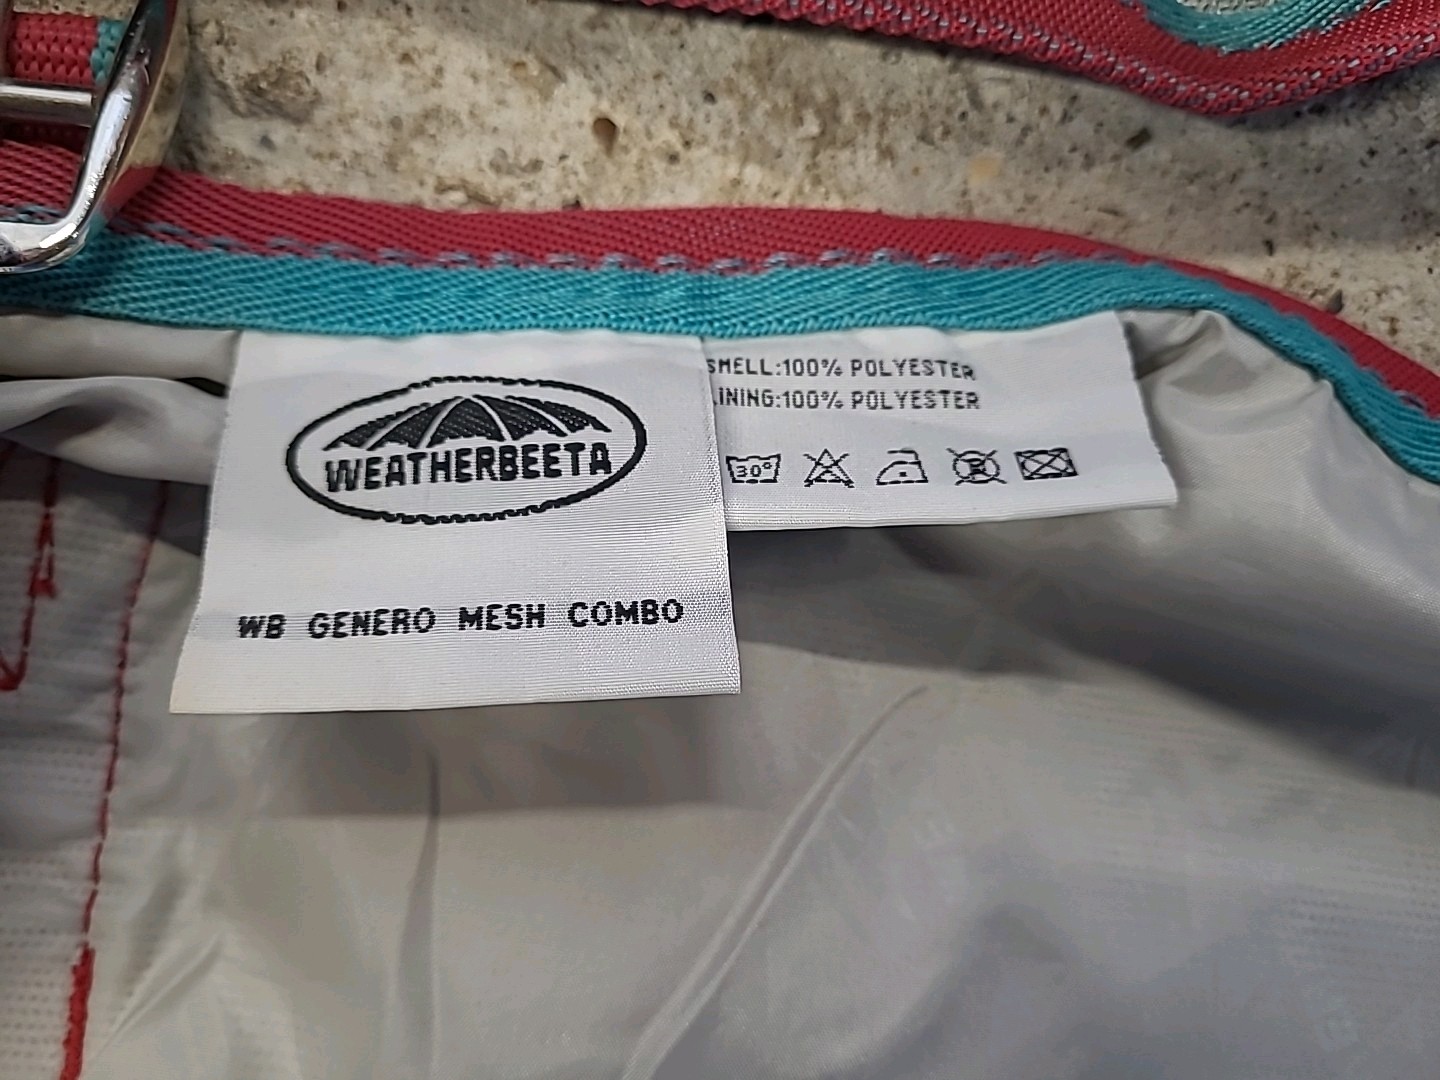 WEATHERBEETA
WB GENERO MESH COMBO
SHELL:100% POLYESTER
LINING:100% POLYESTER
30°